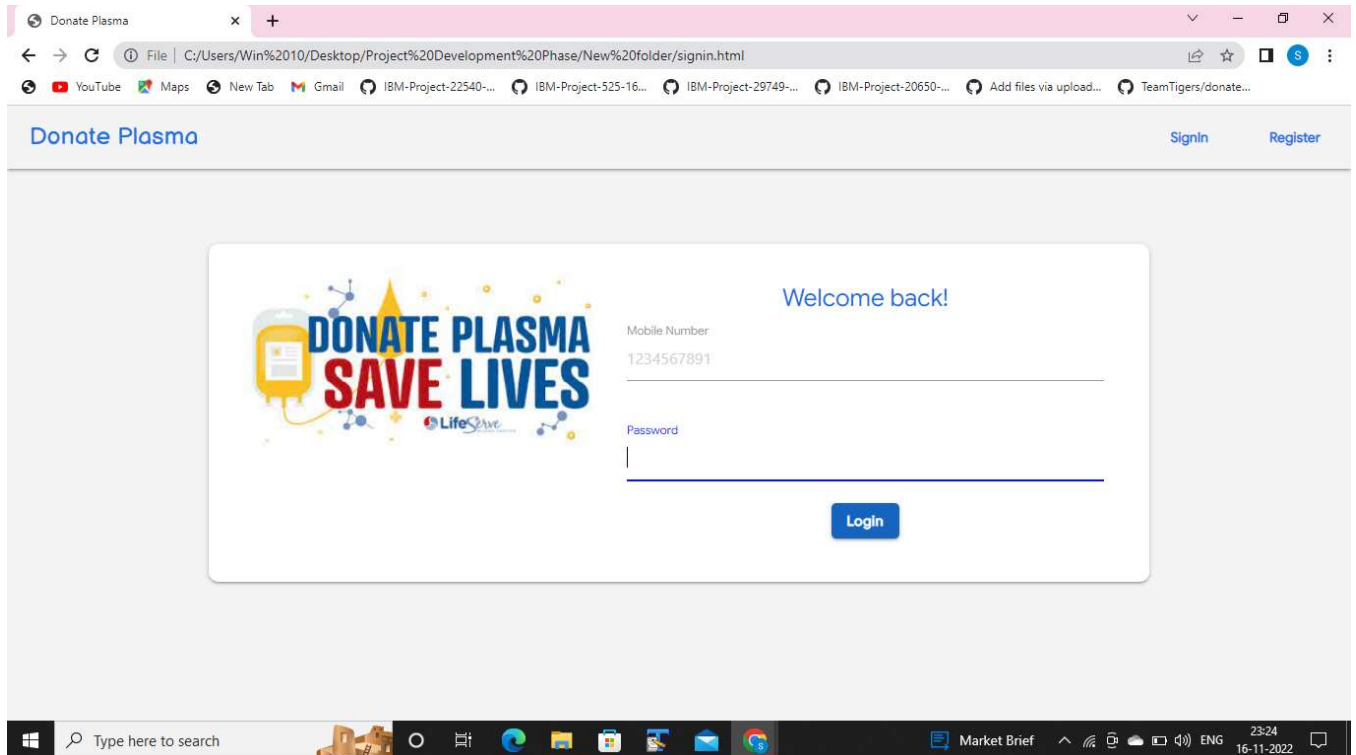 Donate Plasma
File | C:/Users/Win%2010/Desktop/Project%20Development%20Phase/New%20folder/signin.html
S
YouTube Maps New Tab Gmail IBM-Project-22540-... IBM-Project-525-16... IBM-Project-29749-... IBM-Project-20650-... Add files via upload... TeamTigers/donate...
Donate Plasma SignIn Register
DONATE PLASMA
SAVE LIVES
LifeServe
Welcome back!
Mobile Number
1234567891
Password
Login
Type here to search Market Brief ENG 23:24
16-11-2022